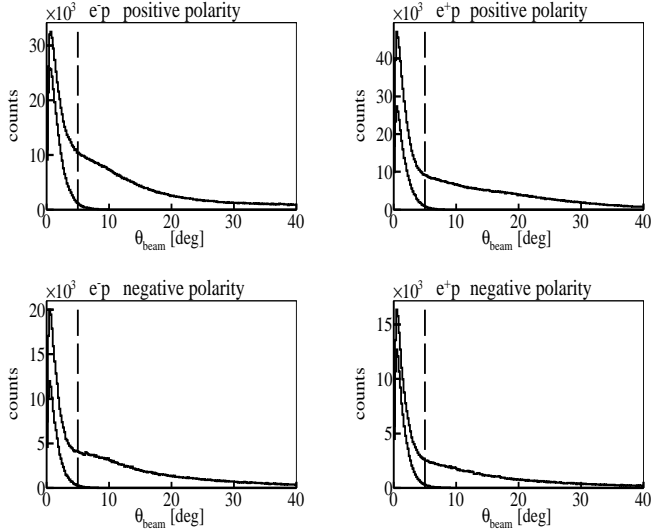 ×10³ e⁻p positive polarity
30
20
10
0
counts
0 10 20 30 40
θbeam [deg]
×10³ e⁺p positive polarity
40
30
20
10
0
counts
0 10 20 30 40
θbeam [deg]
×10³ e⁻p negative polarity
20
15
10
5
0
counts
0 10 20 30 40
θbeam [deg]
×10³ e⁺p negative polarity
15
10
5
0
counts
0 10 20 30 40
θbeam [deg]